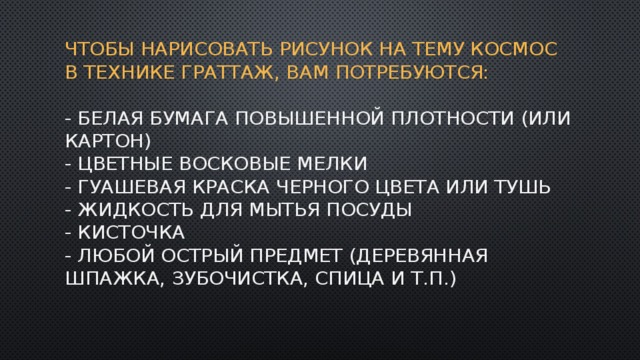 ЧТОБЫ НАРИСОВАТЬ РИСУНОК НА ТЕМУ КОСМОС
В ТЕХНИКЕ ГРАТТАЖ, ВАМ ПОТРЕБУЮТСЯ:
- БЕЛАЯ БУМАГА ПОВЫШЕННОЙ ПЛОТНОСТИ (ИЛИ
КАРТОН)
- ЦВЕТНЫЕ ВОСКОВЫЕ МЕЛКИ
- ГУАШЕВАЯ КРАСКА ЧЕРНОГО ЦВЕТА ИЛИ ТУШЬ
- ЖИДКОСТЬ ДЛЯ МЫТЬЯ ПОСУДЫ
- КИСТОЧКА
- ЛЮБОЙ ОСТРЫЙ ПРЕДМЕТ (ДЕРЕВЯННАЯ
ШПАЖКА, ЗУБОЧИСТКА, СПИЦА И Т.П.)